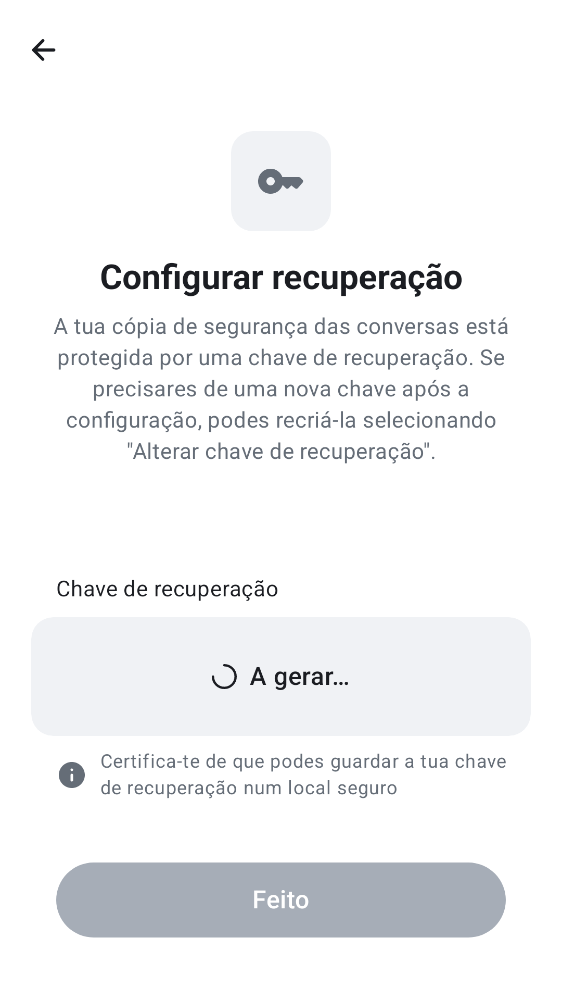 Configurar recuperação
A tua cópia de segurança das conversas está
protegida por uma chave de recuperação. Se
precisares de uma nova chave após a
configuração, podes recriá-la selecionando
"Alterar chave de recuperação".
Chave de recuperação
A gerar…
Certifica-te de que podes guardar a tua chave
de recuperação num local seguro
Feito